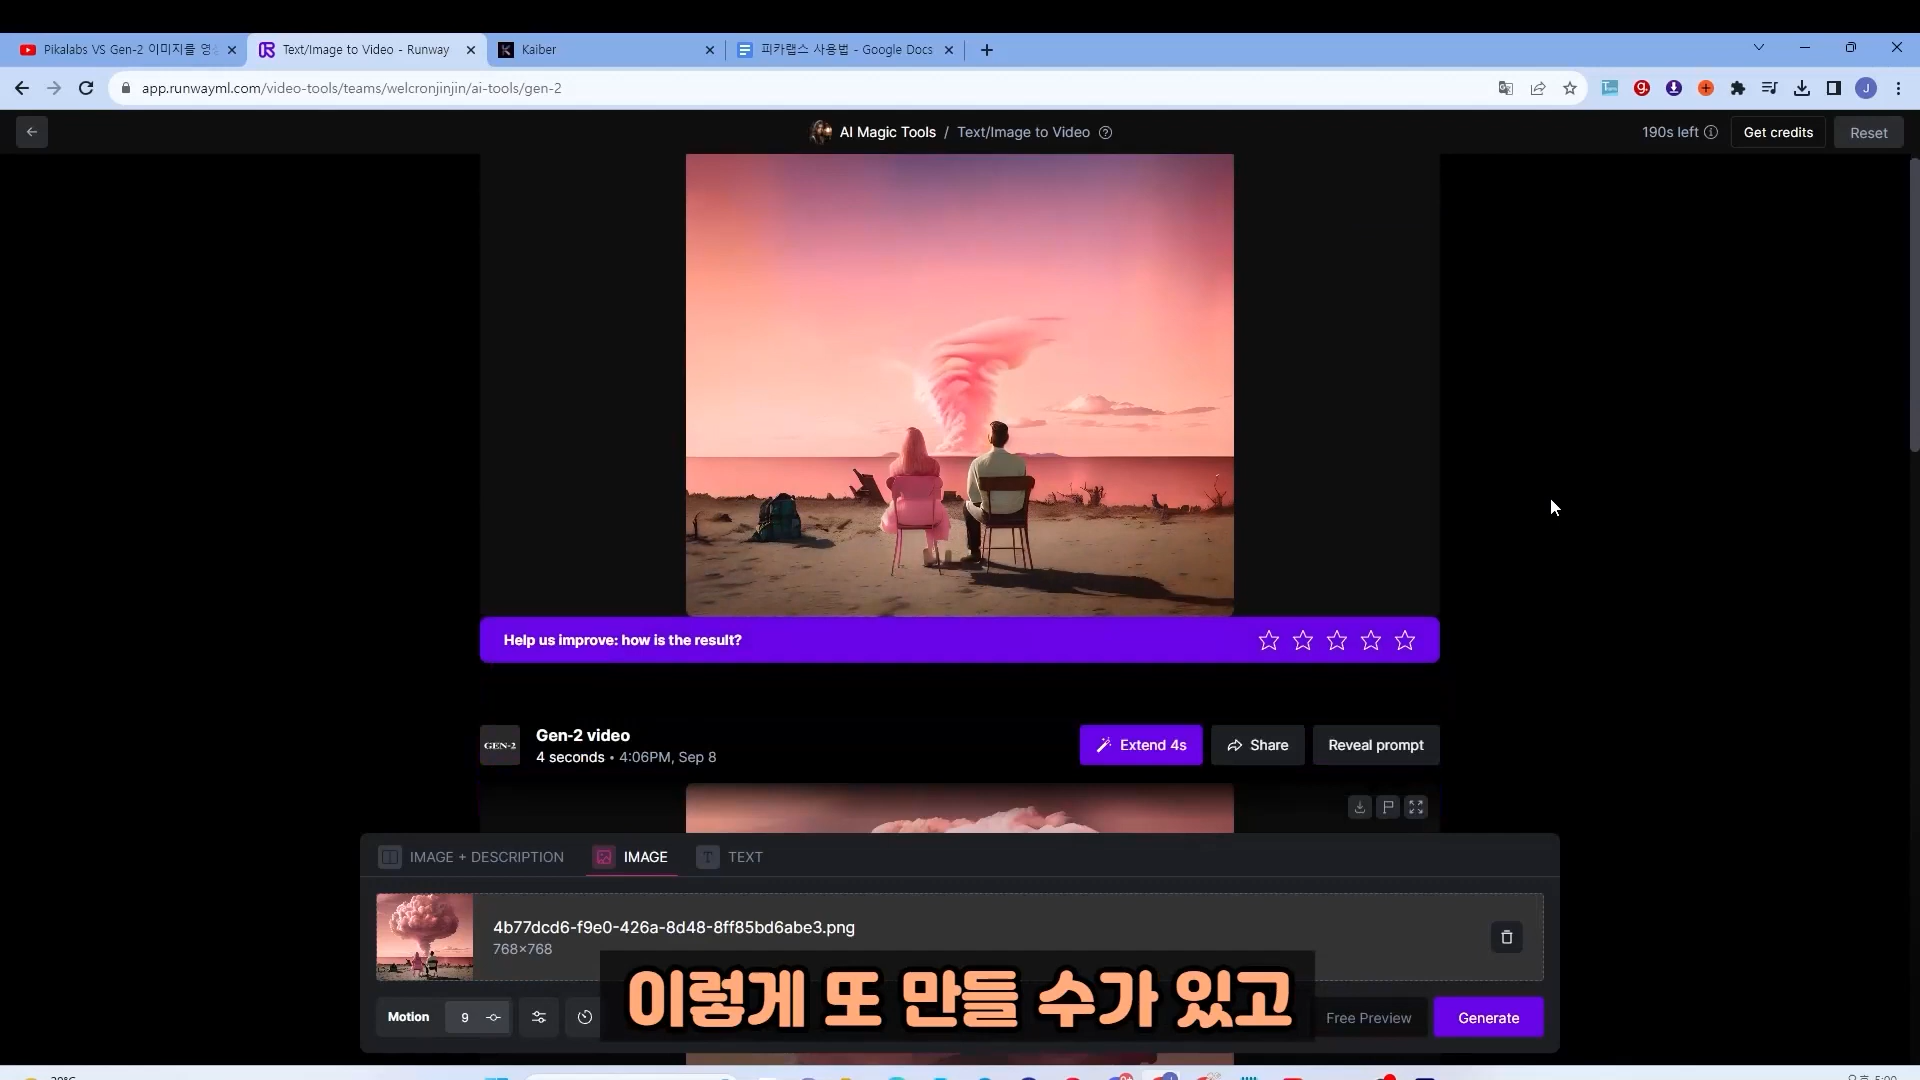 Pikalabs VS Gen-2 이미지를 영상
Text/Image to Video - Runway
Kaiber
피카랩스 사용법 - Google Docs
app.runwayml.com/video-tools/teams/welcronjinjin/ai-tools/gen-2
J
AI Magic Tools / Text/Image to Video
190s left
Get credits
Reset
Help us improve: how is the result?
GEN-2
Gen-2 video
4 seconds • 4:06PM, Sep 8
Extend 4s
Share
Reveal prompt
IMAGE + DESCRIPTION
IMAGE
T TEXT
4b77dcd6-f9e0-426a-8d48-8ff85bd6abe3.png
768×768
이렇게 또 만들 수가 있고
Motion
9
Free Preview
Generate